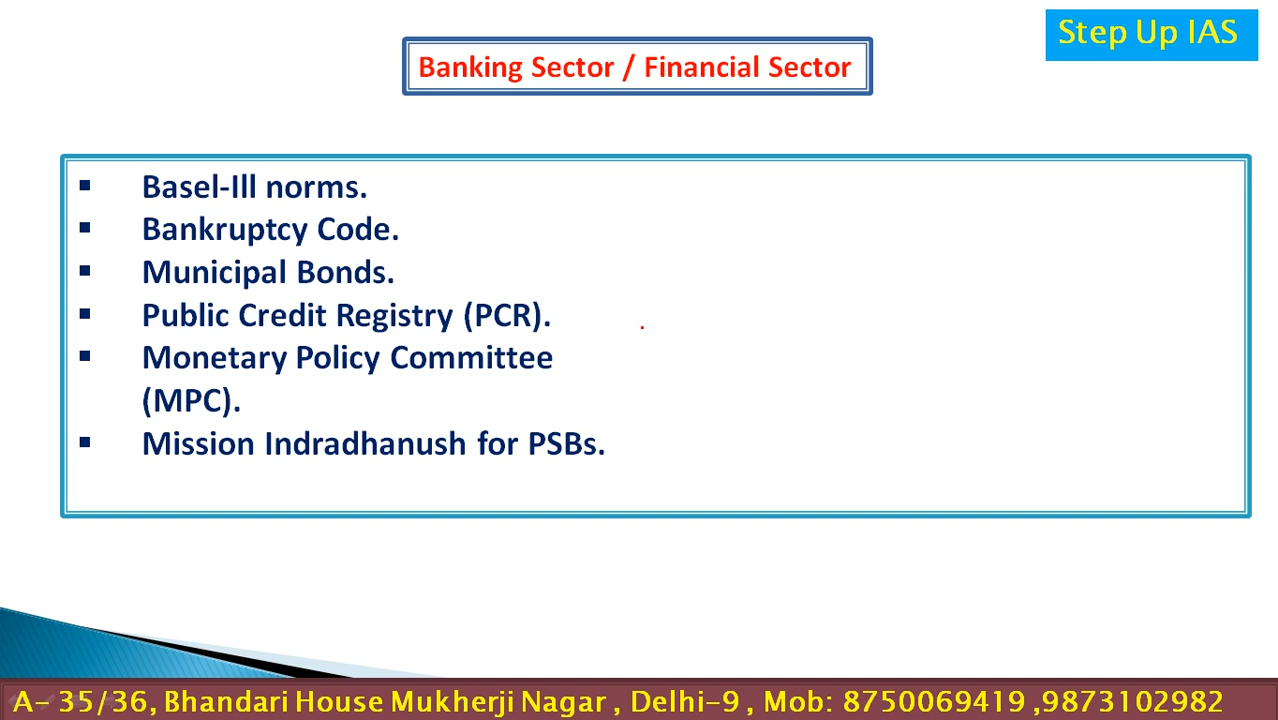 Step Up IAS
Banking Sector / Financial Sector
▪ Basel-Ill norms.
▪ Bankruptcy Code.
▪ Municipal Bonds.
▪ Public Credit Registry (PCR).
▪ Monetary Policy Committee
(MPC).
▪ Mission Indradhanush for PSBs.
A- 35/36, Bhandari House Mukherji Nagar , Delhi-9 , Mob: 8750069419 ,9873102982